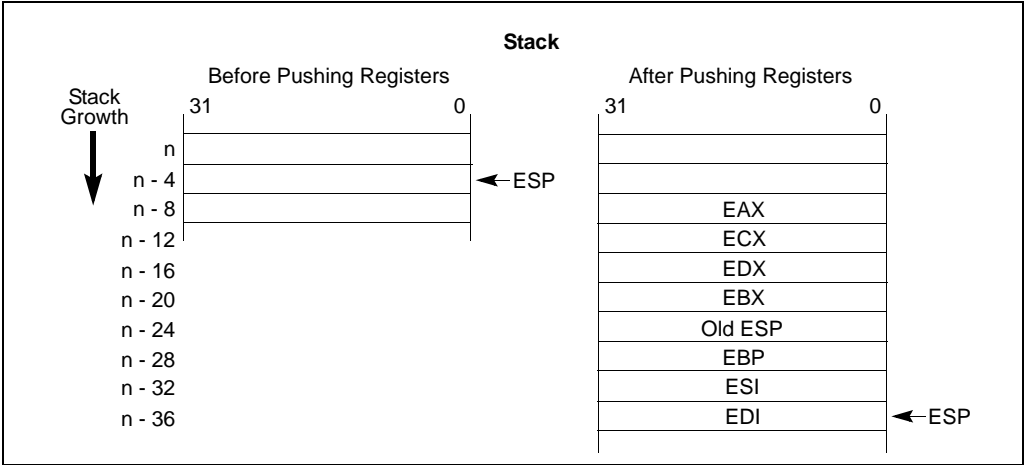 Stack
Before Pushing Registers
After Pushing Registers
Stack
Growth
31 0
31 0
n
n - 4 ESP
n - 8 EAX
n - 12 ECX
n - 16 EDX
n - 20 EBX
n - 24 Old ESP
n - 28 EBP
n - 32 ESI
n - 36 EDI ESP